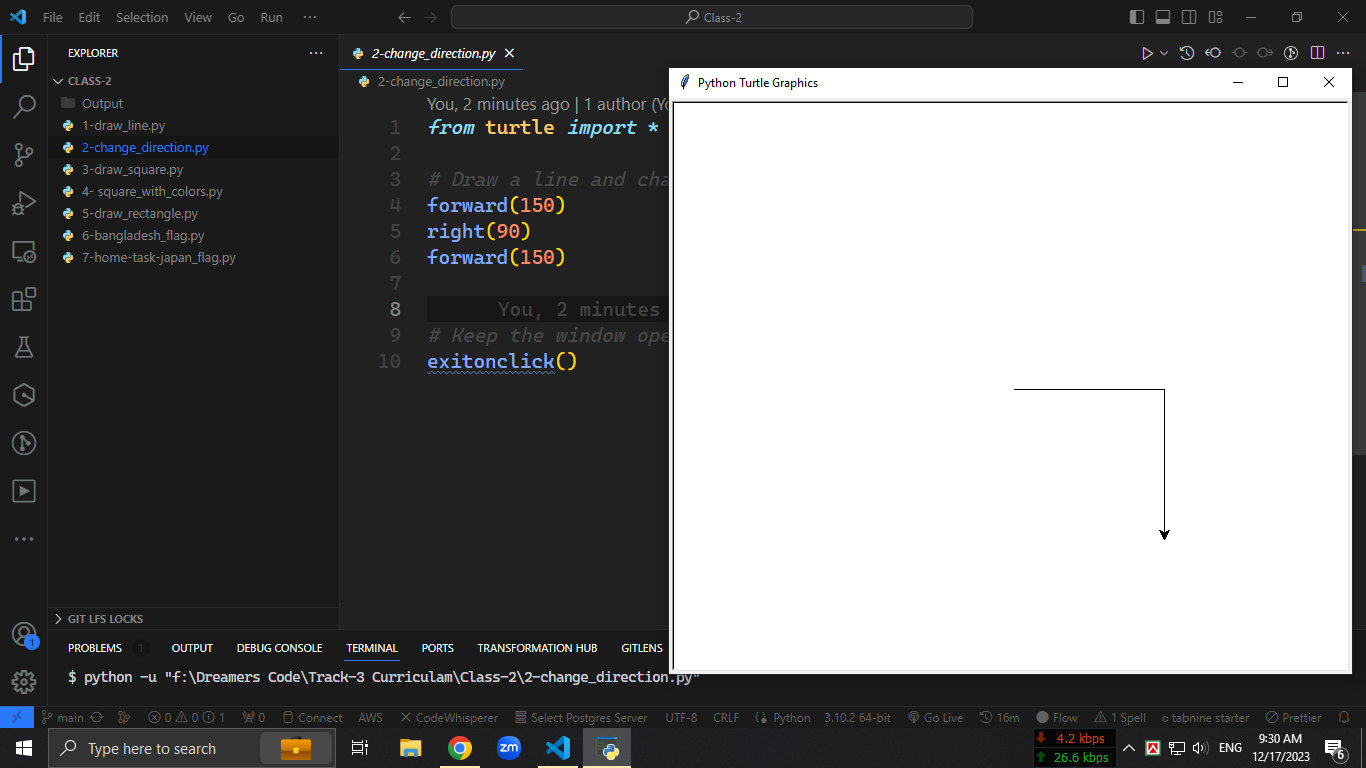 File Edit Selection View Go Run ··· Class-2
EXPLORER ···
CLASS-2
Output
1-draw_line.py
2-change_direction.py
3-draw_square.py
4- square_with_colors.py
5-draw_rectangle.py
6-bangladesh_flag.py
7-home-task-japan_flag.py
GIT LFS LOCKS
2-change_direction.py
2-change_direction.py
You, 2 minutes ago | 1 author (Yo
1 from turtle import *
2
3 # Draw a line and cha
4 forward(150)
5 right(90)
6 forward(150)
7
8 You, 2 minutes
9 # Keep the window ope
10 exitonclick()
Python Turtle Graphics
PROBLEMS 1 OUTPUT DEBUG CONSOLE TERMINAL PORTS TRANSFORMATION HUB GITLENS
$ python -u "f:\Dreamers Code\Track-3 Curriculam\Class-2\2-change_direction.py"
main 0 0 1 0 Connect AWS CodeWhisperer Select Postgres Server UTF-8 CRLF Python 3.10.2 64-bit Go Live 16m Flow 1 Spell tabnine starter Prettier
1
Type here to search
zm
4.2 kbps
26.6 kbps
ENG
9:30 AM
12/17/2023
6